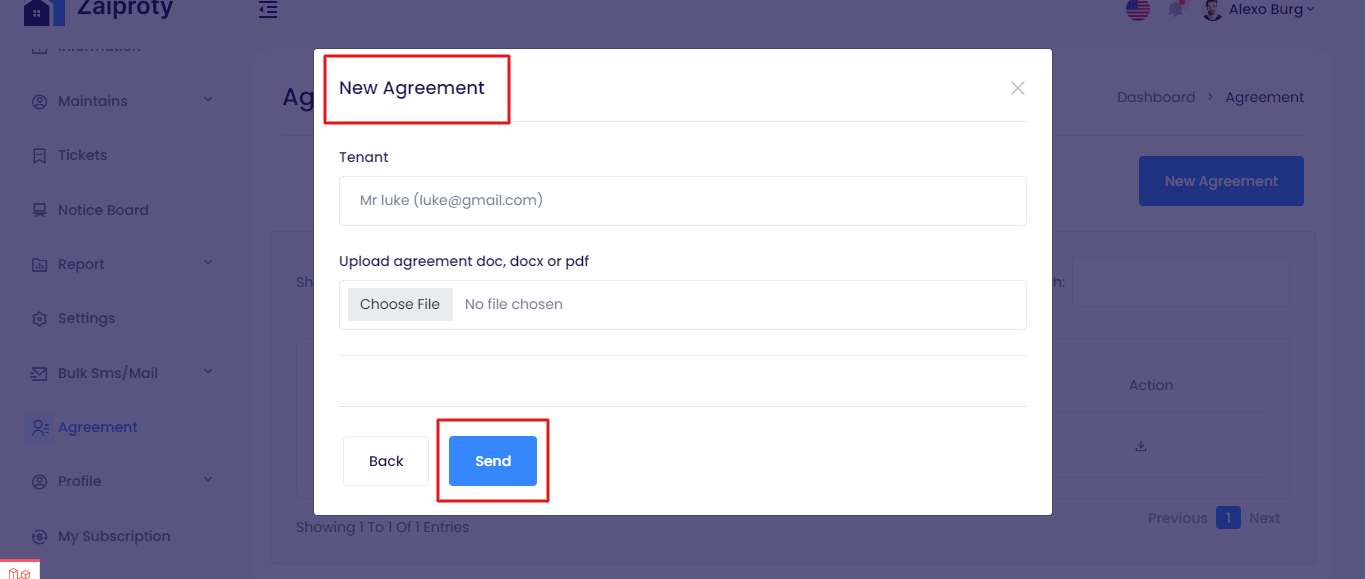 Zaiproty
Alexo Burg
Information
Maintains
Tickets
Notice Board
Report
Settings
Bulk Sms/Mail
Agreement
Profile
My Subscription
Ag
Dashboard > Agreement
New Agreement
Sh
h:
Action
Showing 1 To 1 Of 1 Entries
Previous 1 Next
New Agreement
Tenant
Mr luke (luke@gmail.com)
Upload agreement doc, docx or pdf
Choose File No file chosen
Back Send